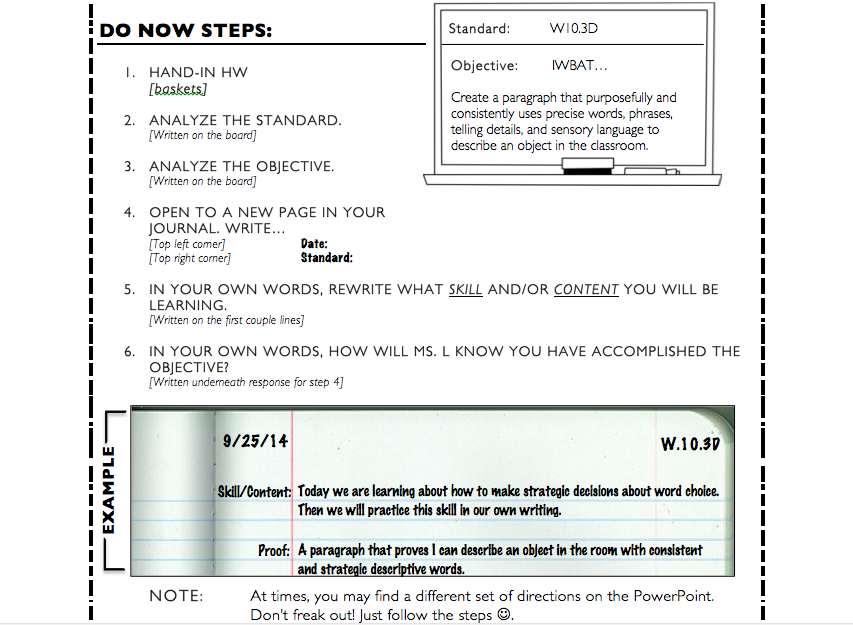 DO NOW STEPS:
Standard: W10.3D
Objective: IWBAT...
Create a paragraph that purposefully and
consistently uses precise words, phrases,
telling details, and sensory language to
describe an object in the classroom.
1. HAND-IN HW
[baskets]
2. ANALYZE THE STANDARD.
[Written on the board]
3. ANALYZE THE OBJECTIVE.
[Written on the board]
4. OPEN TO A NEW PAGE IN YOUR
JOURNAL. WRITE...
[Top left corner] Date:
[Top right corner] Standard:
5. IN YOUR OWN WORDS, REWRITE WHAT SKILL AND/OR CONTENT YOU WILL BE
LEARNING.
[Written on the first couple lines]
6. IN YOUR OWN WORDS, HOW WILL MS. L KNOW YOU HAVE ACCOMPLISHED THE
OBJECTIVE?
[Written underneath response for step 4]
EXAMPLE
9/25/14 W.10.3D
Skill/Content: Today we are learning about how to make strategic decisions about word choice.
Then we will practice this skill in our own writing.
Proof: A paragraph that proves I can describe an object in the room with consistent
and strategic descriptive words.
NOTE: At times, you may find a different set of directions on the PowerPoint.
Don't freak out! Just follow the steps ☺.